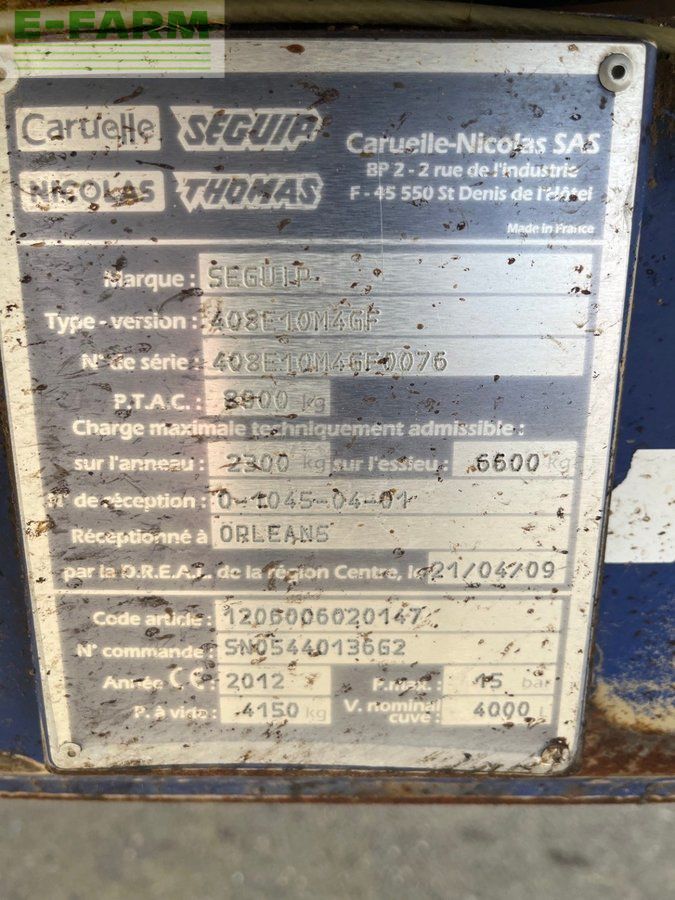 E-FARM
Caruelle SEGUIP
NICOLAS THOMAS
Caruelle-Nicolas SAS
BP 2 - 2 rue de l'industrie
F - 45 550 St Denis de l'Hôtel
Made in France
Marque : SEGUIP
Type - version : 408E10M4GF
N° de série : 408E10M4GF0076
P.T.A.C. : 8900 kg
Charge maximale techniquement admissible :
sur l'anneau : 2300 kg sur l'essieu : 6600 kg
N° de réception : 0-1045-04-01
Réceptionné à ORLEANS
par la D.R.E.A.L. de la région Centre, le 21/04/09
Code article : 1206006020147
N° commande : SN054401366G2
Année CE : 2012 P. max. : 15 bar
P. à vide : 4150 kg V. nominal cuve : 4000 l